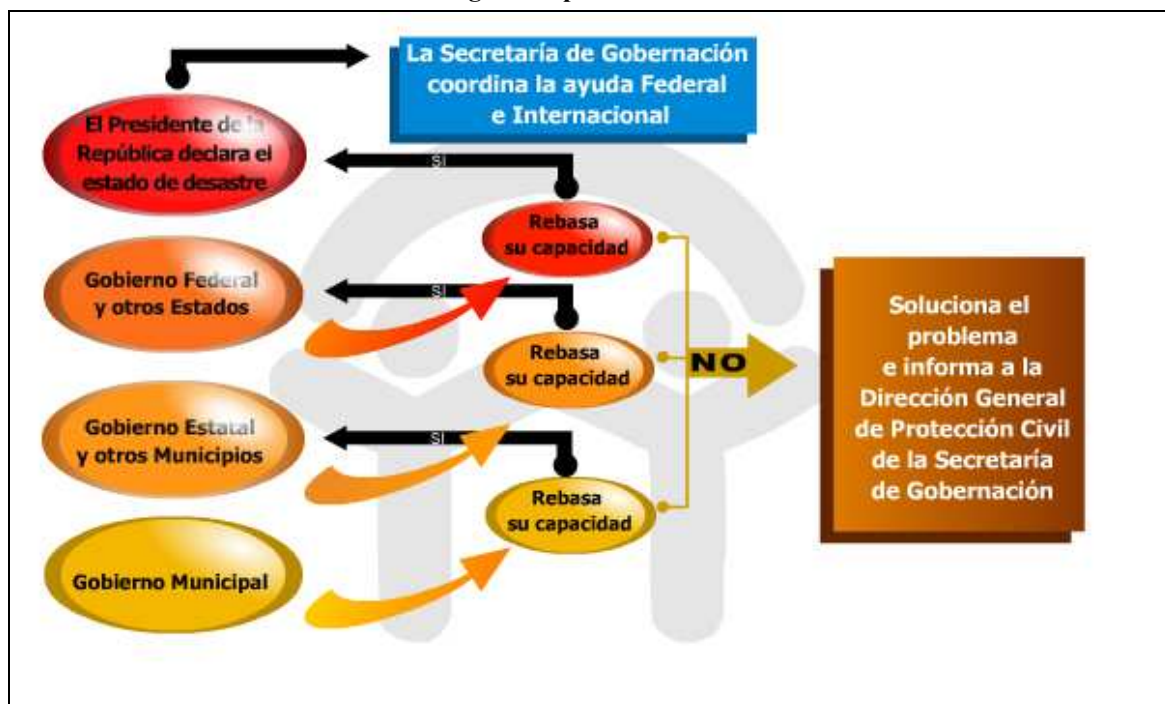 La Secretaría de Gobernación
coordina la ayuda Federal
e Internacional
El Presidente de la
República declara el
estado de desastre
SI
Rebasa
su capacidad
Gobierno Federal
y otros Estados
SI
Rebasa
su capacidad
NO
Soluciona el
problema
e informa a la
Dirección General
de Protección Civil
de la Secretaría
de Gobernación
Gobierno Estatal
y otros Municipios
SI
Rebasa
su capacidad
Gobierno Municipal